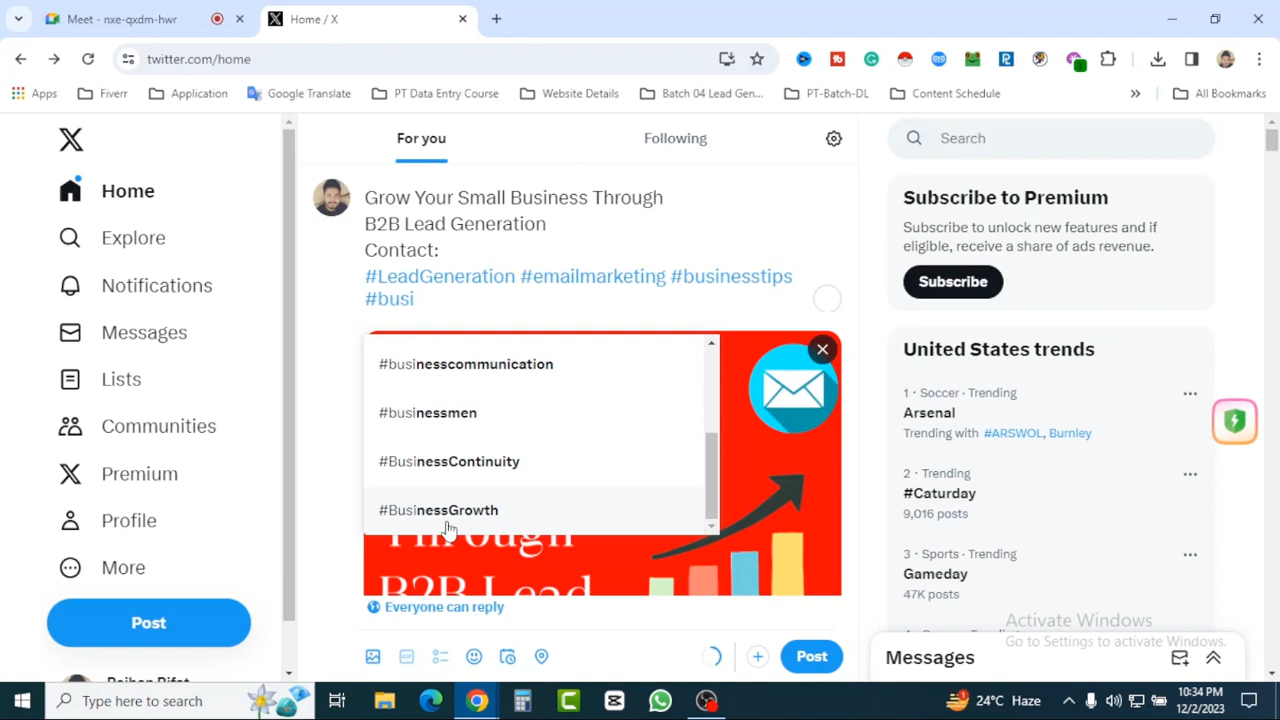 Meet - nxe-qxdm-hwr
Home / X
twitter.com/home
Apps
Fiverr
Application
Google Translate
PT Data Entry Course
Website Details
Batch 04 Lead Gen...
PT-Batch-DL
Content Schedule
All Bookmarks
For you
Following
Search
Home
Explore
Notifications
Messages
Lists
Communities
Premium
Profile
More
Post
Grow Your Small Business Through
B2B Lead Generation
Contact:
#LeadGeneration #emailmarketing #businesstips
#busi
#businesscommunication
#businessmen
#BusinessContinuity
#BusinessGrowth
Through
B2B Lead
Everyone can reply
Post
Subscribe to Premium
Subscribe to unlock new features and if
eligible, receive a share of ads revenue.
Subscribe
United States trends
1 · Soccer · Trending
Arsenal
Trending with #ARSWOL, Burnley
2 · Trending
#Caturday
9,016 posts
3 · Sports · Trending
Gameday
47K posts
Activate Windows
Go to Settings to activate Windows.
Messages
Type here to search
24°C Haze
10:34 PM
12/2/2023